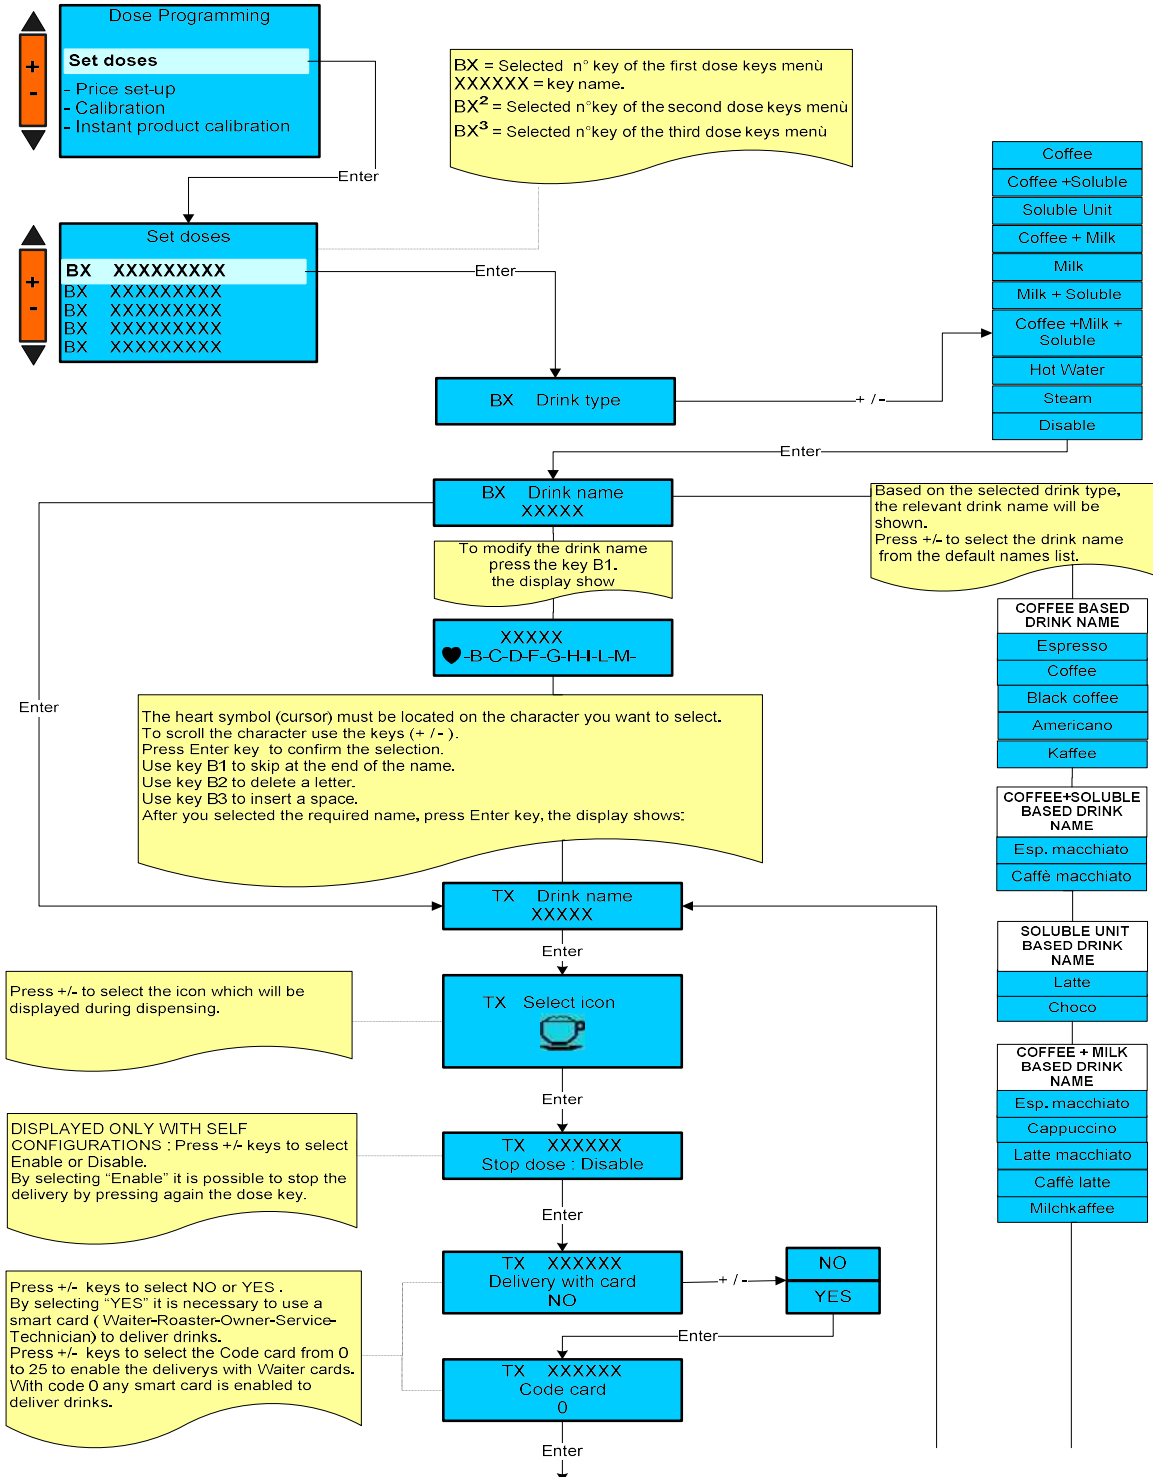 Dose Programming
Set doses
- Price set-up
- Calibration
- Instant product calibration
+
-
BX = Selected n° key of the first dose keys menù
XXXXXX = key name.
BX² = Selected n°key of the second dose keys menù
BX³ = Selected n°key of the third dose keys menù
Enter
Set doses
BX XXXXXXXXX
BX XXXXXXXXX
BX XXXXXXXXX
BX XXXXXXXXX
BX XXXXXXXXX
+
-
Enter
BX Drink type
+ / -
Coffee
Coffee +Soluble
Soluble Unit
Coffee + Milk
Milk
Milk + Soluble
Coffee +Milk +
Soluble
Hot Water
Steam
Disable
Enter
BX Drink name
XXXXX
Based on the selected drink type,
the relevant drink name will be
shown.
Press +/- to select the drink name
from the default names list.
To modify the drink name
press the key B1.
the display show
XXXXX
♥-B-C-D-F-G-H-I-L-M-
Enter
The heart symbol (cursor) must be located on the character you want to select.
To scroll the character use the keys (+ / - ).
Press Enter key to confirm the selection.
Use key B1 to skip at the end of the name.
Use key B2 to delete a letter.
Use key B3 to insert a space.
After you selected the required name, press Enter key, the display shows:
COFFEE BASED
DRINK NAME
Espresso
Coffee
Black coffee
Americano
Kaffee
COFFEE+SOLUBLE
BASED DRINK
NAME
Esp. macchiato
Caffè macchiato
SOLUBLE UNIT
BASED DRINK
NAME
Latte
Choco
COFFEE + MILK
BASED DRINK
NAME
Esp. macchiato
Cappuccino
Latte macchiato
Caffè latte
Milchkaffee
TX Drink name
XXXXX
Enter
Press +/- to select the icon which will be
displayed during dispensing.
TX Select icon
Enter
DISPLAYED ONLY WITH SELF
CONFIGURATIONS : Press +/- keys to select
Enable or Disable.
By selecting “Enable” it is possible to stop the
delivery by pressing again the dose key.
TX XXXXXX
Stop dose : Disable
Enter
Press +/- keys to select NO or YES .
By selecting “YES” it is necessary to use a
smart card ( Waiter-Roaster-Owner-Service-
Technician) to deliver drinks.
Press +/- keys to select the Code card from 0
to 25 to enable the deliverys with Waiter cards.
With code 0 any smart card is enabled to
deliver drinks.
TX XXXXXX
Delivery with card
NO
+ / -
NO
YES
Enter
TX XXXXXX
Code card
0
Enter